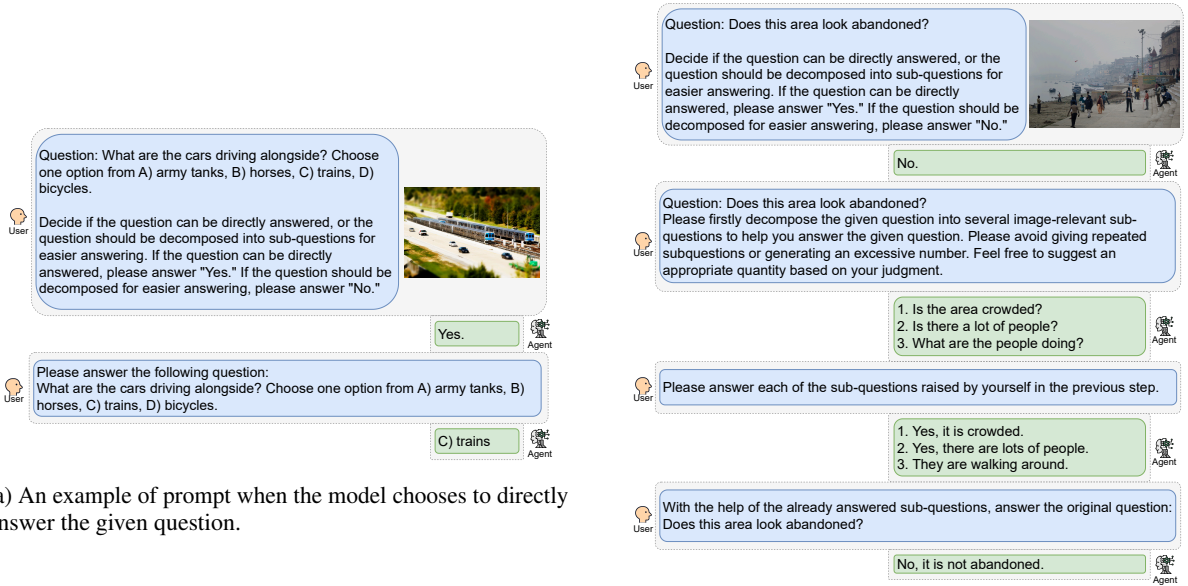 Question: What are the cars driving alongside? Choose
one option from A) army tanks, B) horses, C) trains, D)
bicycles.
Decide if the question can be directly answered, or the
question should be decomposed into sub-questions for
easier answering. If the question can be directly
answered, please answer "Yes." If the question should be
decomposed for easier answering, please answer "No."
User
Yes.
Agent
Please answer the following question:
What are the cars driving alongside? Choose one option from A) army tanks, B)
horses, C) trains, D) bicycles.
User
C) trains
Agent
a) An example of prompt when the model chooses to directly
nswer the given question.
Question: Does this area look abandoned?
Decide if the question can be directly answered, or the
question should be decomposed into sub-questions for
easier answering. If the question can be directly
answered, please answer "Yes." If the question should be
decomposed for easier answering, please answer "No."
User
No.
Agent
Question: Does this area look abandoned?
Please firstly decompose the given question into several image-relevant sub-
questions to help you answer the given question. Please avoid giving repeated
subquestions or generating an excessive number. Feel free to suggest an
appropriate quantity based on your judgment.
User
1. Is the area crowded?
2. Is there a lot of people?
3. What are the people doing?
Agent
Please answer each of the sub-questions raised by yourself in the previous step.
User
1. Yes, it is crowded.
2. Yes, there are lots of people.
3. They are walking around.
Agent
With the help of the already answered sub-questions, answer the original question:
Does this area look abandoned?
User
No, it is not abandoned.
Agent